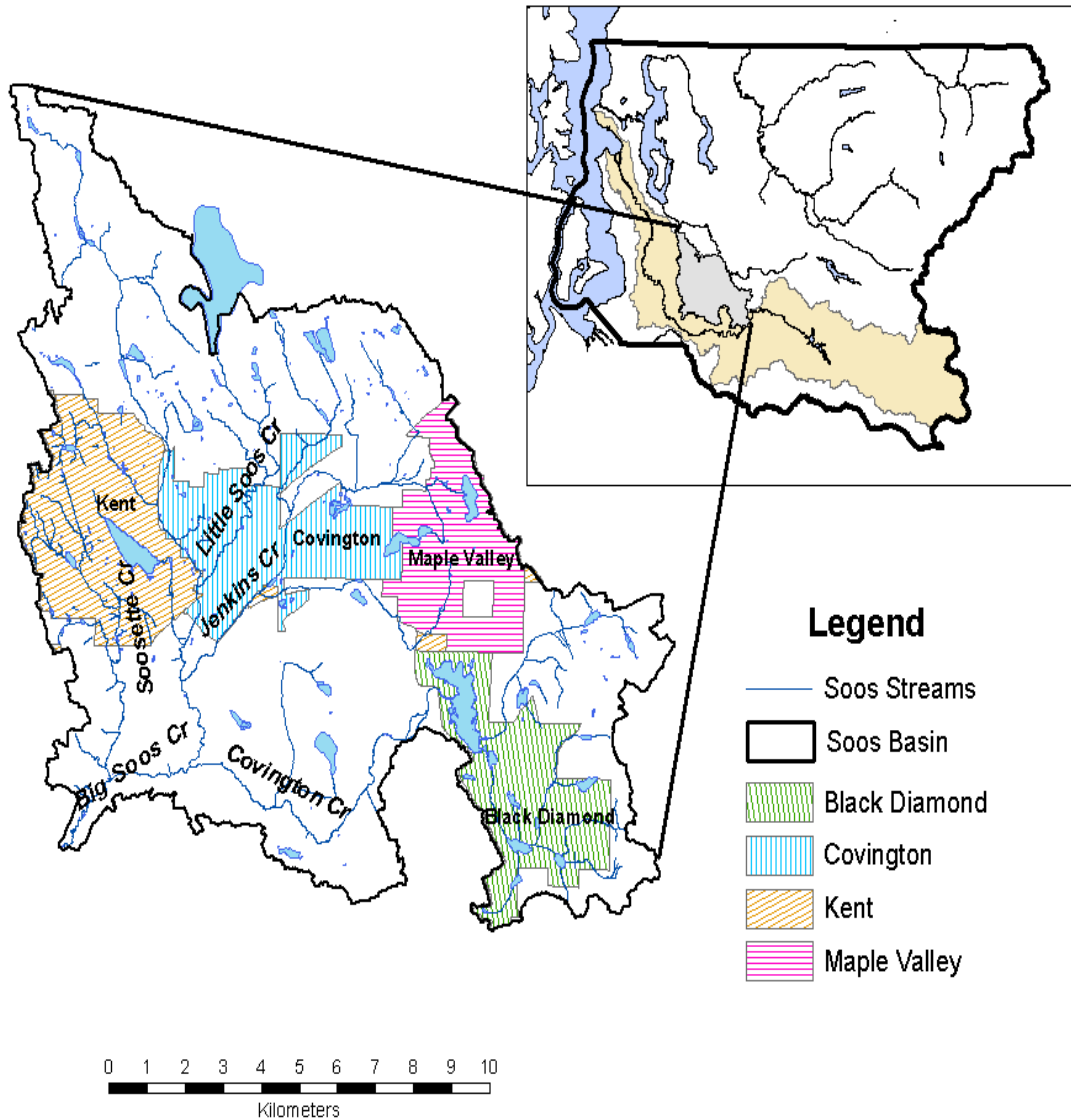 Kent
Little Soos Cr
Covington
Jenkins Cr
Maple Valley
Soosette Cr
Big Soos Cr
Covington Cr
Black Diamond
Legend
Soos Streams
Soos Basin
Black Diamond
Covington
Kent
Maple Valley
0 1 2 3 4 5 6 7 8 9 10
Kilometers